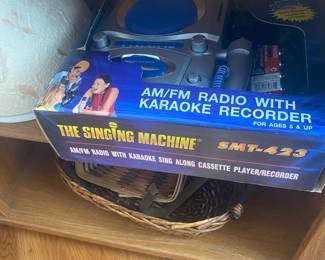 AM/FM RADIO WITH
KARAOKE RECORDER
FOR AGES 5 & UP
THE SINGING MACHINE®
SMT-423
AM/FM RADIO WITH KARAOKE SING ALONG CASSETTE PLAYER/RECORDER